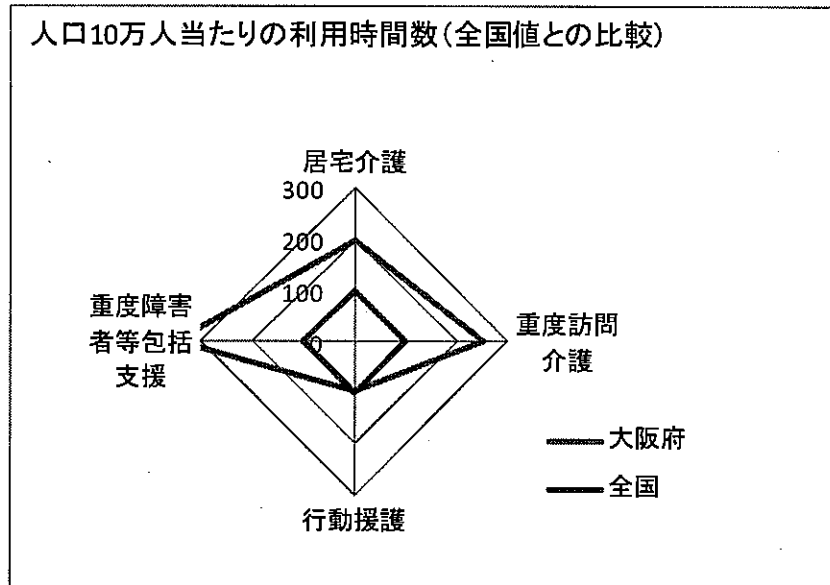 人口10万人当たりの利用時間数(全国値との比較)
居宅介護
300
200
100
0
重度障害
者等包括
支援
重度訪問
介護
行動援護
大阪府
全国